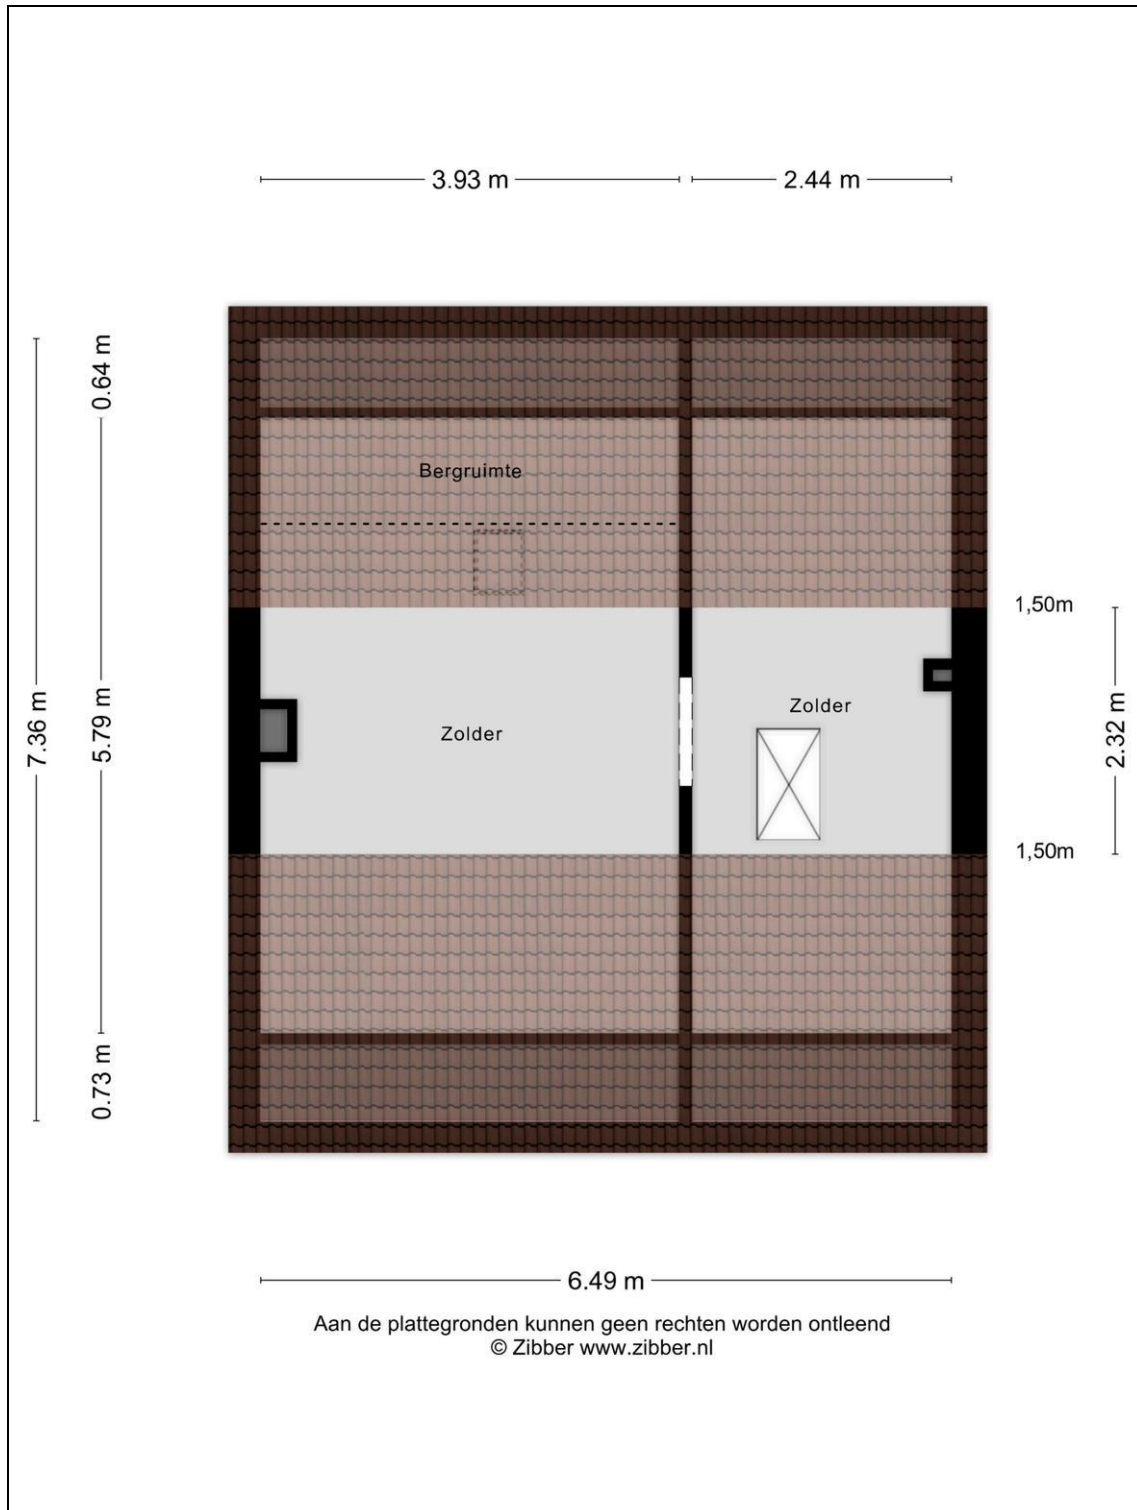 3.93 m
2.44 m
0.64 m
Bergruimte
1,50m
7.36 m
5.79 m
Zolder
Zolder
2.32 m
1,50m
0.73 m
6.49 m
Aan de plattegronden kunnen geen rechten worden ontleend
© Zibber www.zibber.nl